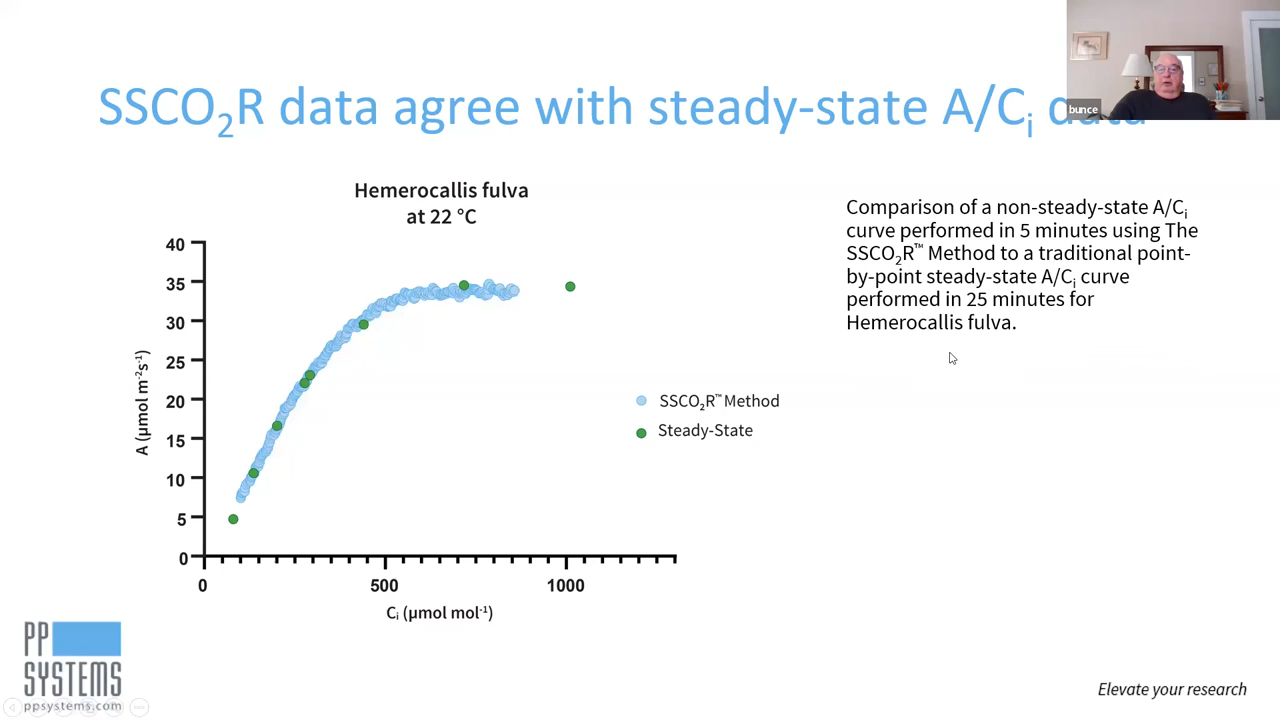 SSCO₂R data agree with steady-state A/Cᵢ data
bunce
Hemerocallis fulva
at 22 °C
40
35
30
25
20
15
10
5
0
A (µmol m⁻²s⁻¹)
0
500
1000
Cᵢ (µmol mol⁻¹)
SSCO₂R™ Method
Steady-State
Comparison of a non-steady-state A/Cᵢ
curve performed in 5 minutes using The
SSCO₂R™ Method to a traditional point-
by-point steady-state A/Cᵢ curve
performed in 25 minutes for
Hemerocallis fulva.
PP
SYSTEMS
ppsystems.com
Elevate your research